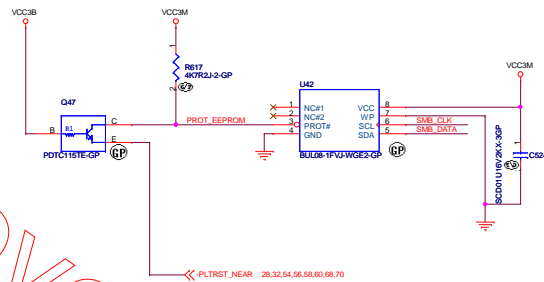 VCC3B
VCC3M
VCC3M
1
R617
4K7R2J-2-GP
2
U42
Q47
B
R1
C
E
PDTC115TE-GP
GP
PROT_EEPROM
1 NC#1
2 NC#2
3 PROT#
4 GND
VCC 8
WP 7
SCL 6
SDA 5
SMB_CLK
SMB_DATA
BUL08-1FVJ-WGE2-GP
GP
SCD01U16V2KX-3GP
1
C52
-PLTRST_NEAR 28,32,54,56,58,60,68,70